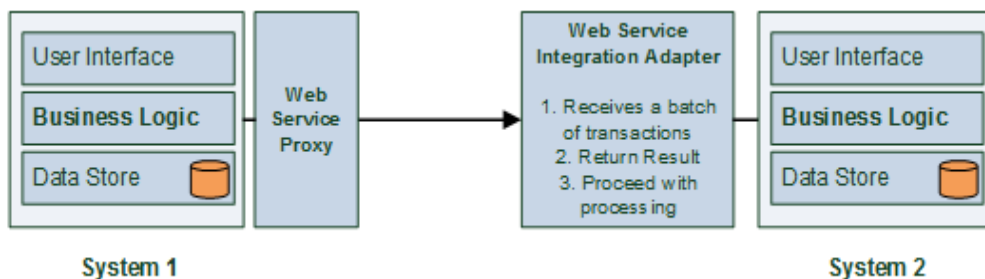 User Interface
Business Logic
Data Store
Web
Service
Proxy
Web Service
Integration Adapter
1. Receives a batch
of transactions
2. Return Result
3. Proceed with
processing
User Interface
Business Logic
Data Store
System 1
System 2